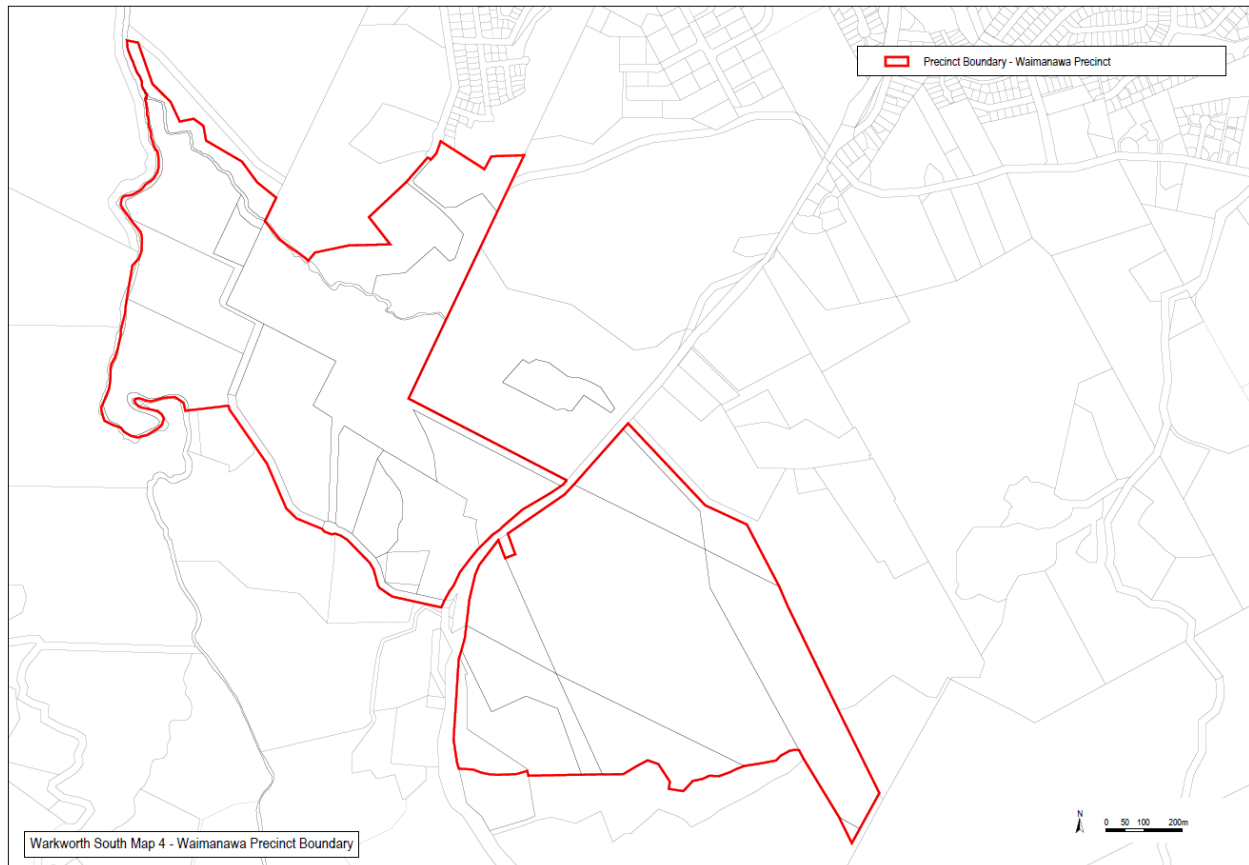 Precinct Boundary - Waimanawa Precinct
N
0 50 100 200m
Warkworth South Map 4 - Waimanawa Precinct Boundary